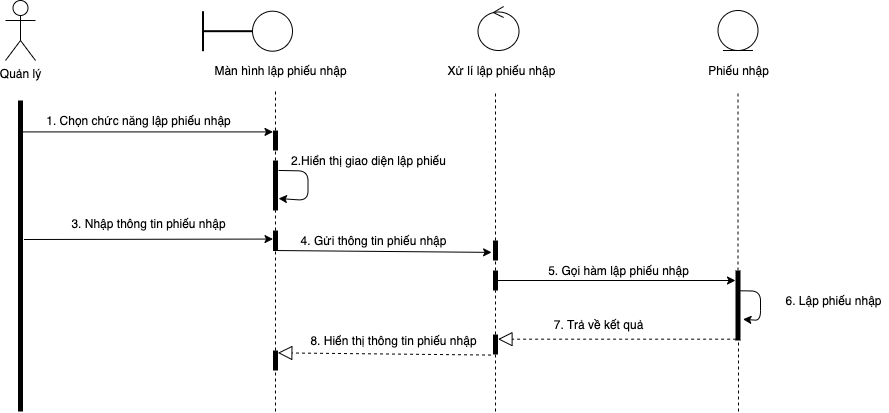 Quản lý
Màn hình lập phiếu nhập
Xử lí lập phiếu nhập
Phiếu nhập
1. Chọn chức năng lập phiếu nhập
2.Hiển thị giao diện lập phiếu
3. Nhập thông tin phiếu nhập
4. Gửi thông tin phiếu nhập
5. Gọi hàm lập phiếu nhập
6. Lập phiếu nhập
7. Trả về kết quả
8. Hiển thị thông tin phiếu nhập